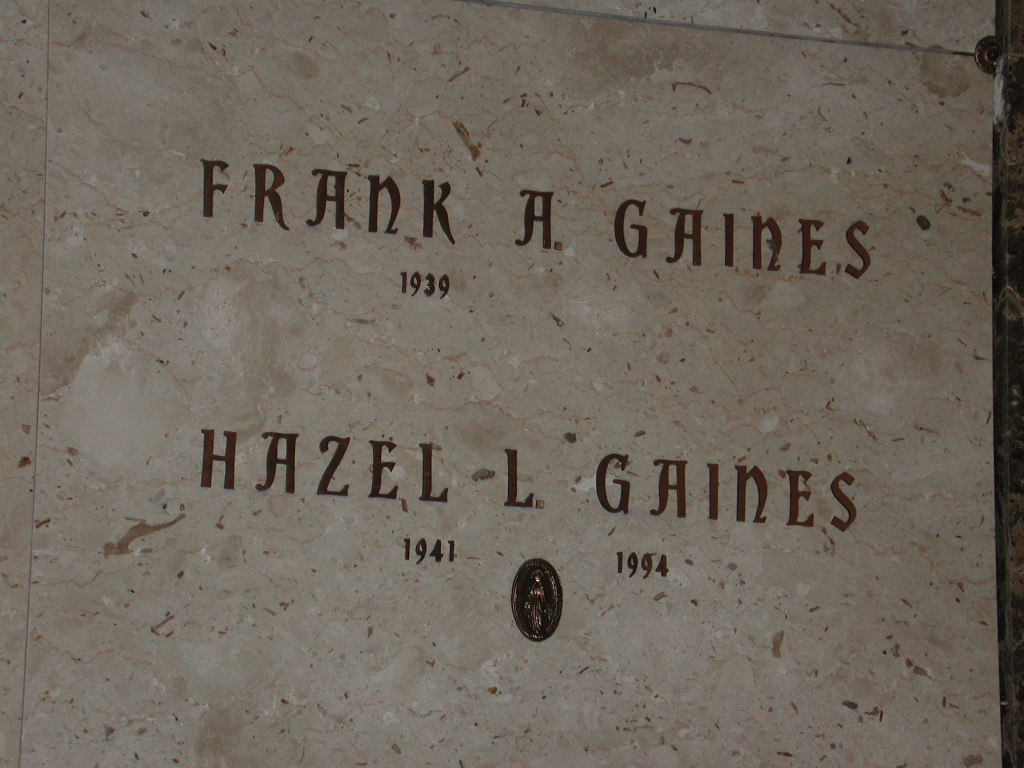 FRANK A. GAINES
1939
HAZEL L. GAINES
1941 1994